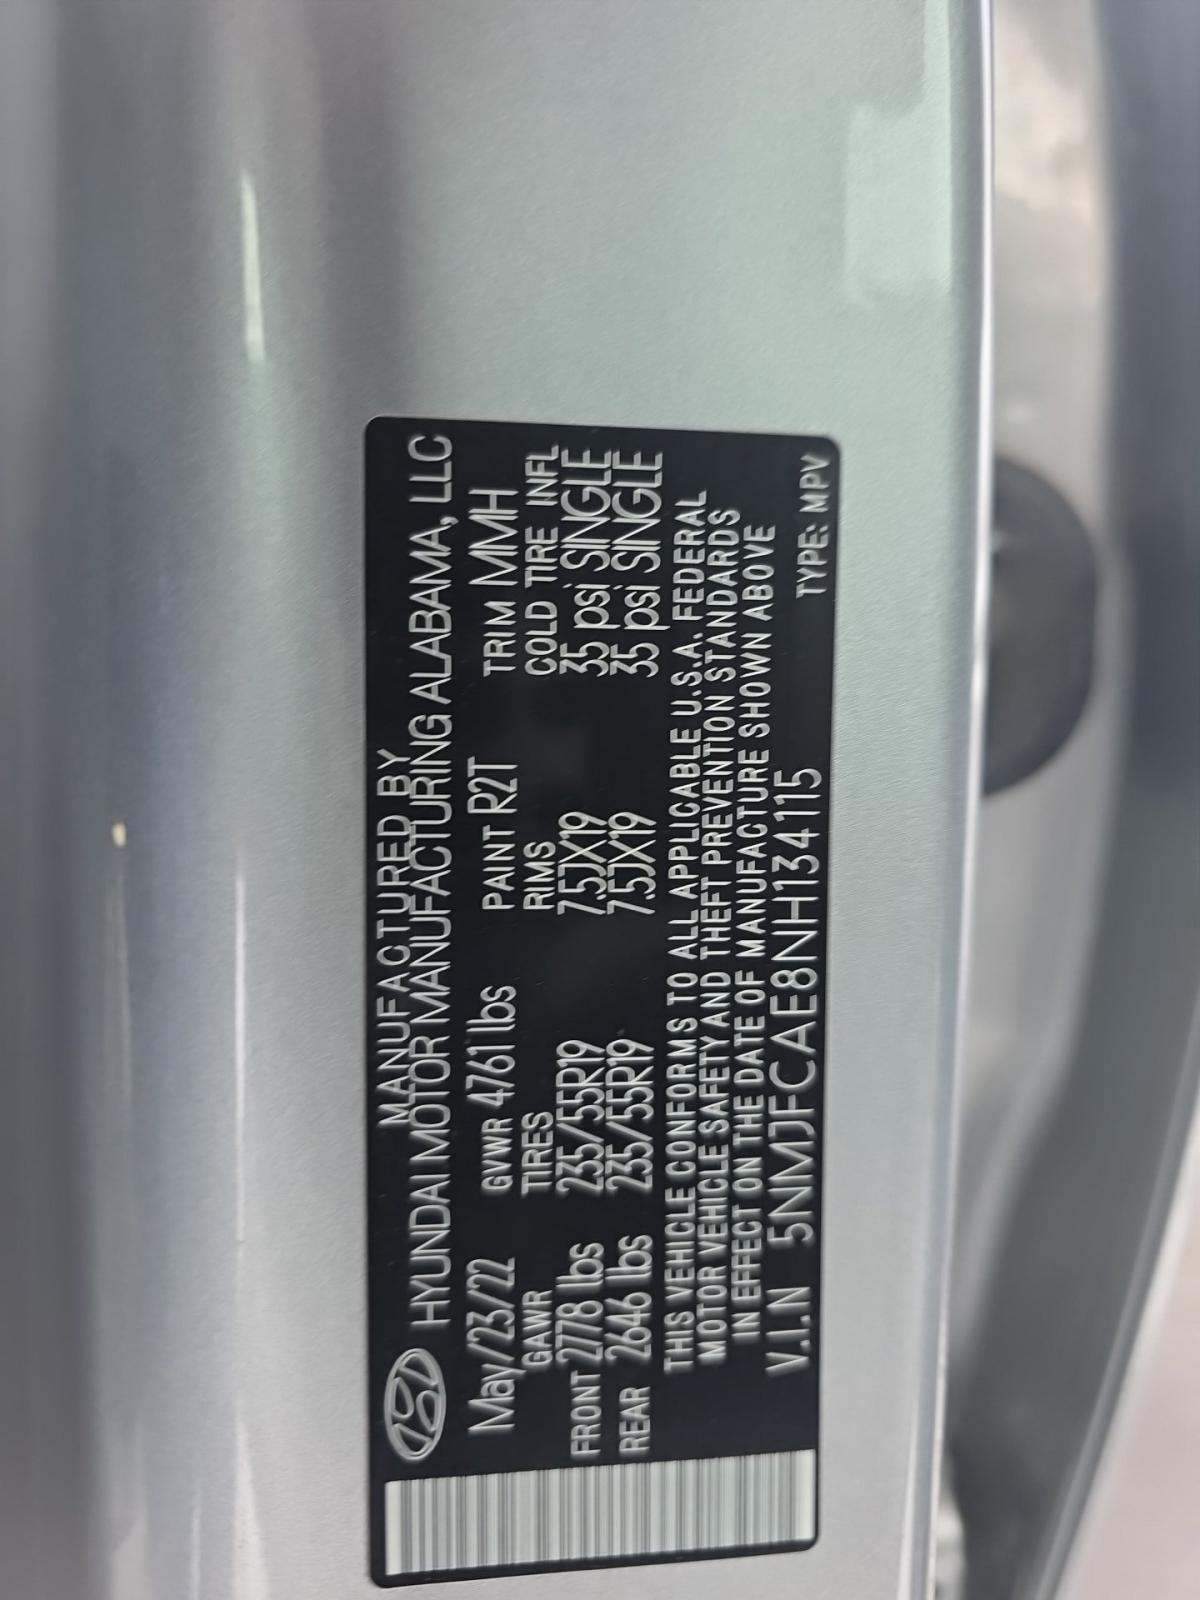 MANUFACTURED BY
HYUNDAI MOTOR MANUFACTURING ALABAMA, LLC
May/23/22 GVWR 4761 lbs PAINT R2T TRIM MMH
GAWR TIRES RIMS COLD TIRE INFL
FRONT 2778 lbs 235/55R19 7.5JX19 35 psi SINGLE
REAR 2646 lbs 235/55R19 7.5JX19 35 psi SINGLE
THIS VEHICLE CONFORMS TO ALL APPLICABLE U.S.A. FEDERAL
MOTOR VEHICLE SAFETY AND THEFT PREVENTION STANDARDS
IN EFFECT ON THE DATE OF MANUFACTURE SHOWN ABOVE
V.I.N 5NMJFCAE8NH134115 TYPE: MPV